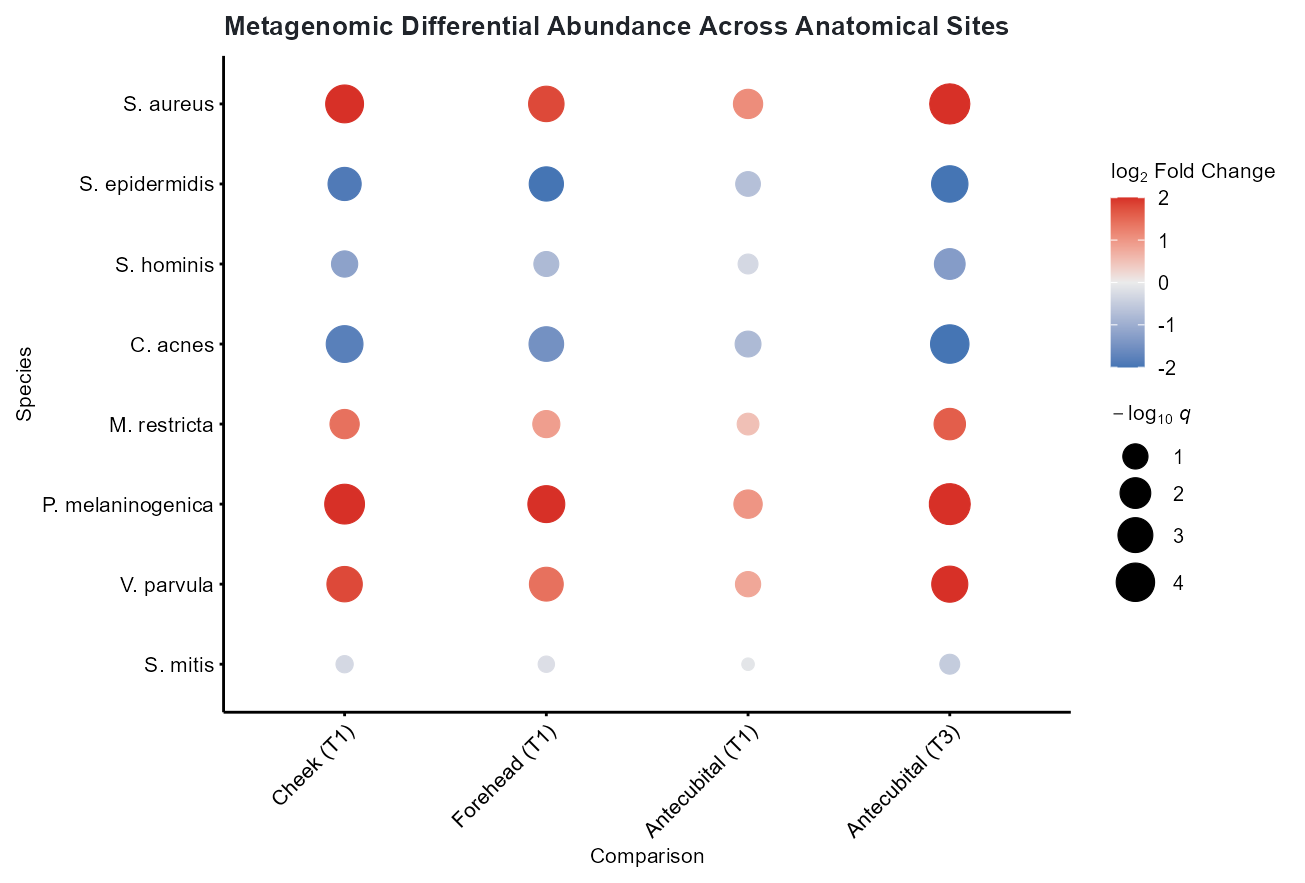 Metagenomic Differential Abundance Across Anatomical Sites
Species
S. aureus
S. epidermidis
S. hominis
C. acnes
M. restricta
P. melaninogenica
V. parvula
S. mitis
Cheek (T1)
Forehead (T1)
Antecubital (T1)
Antecubital (T3)
Comparison
log₂ Fold Change
2
1
0
-1
-2
−log₁₀ q
1
2
3
4